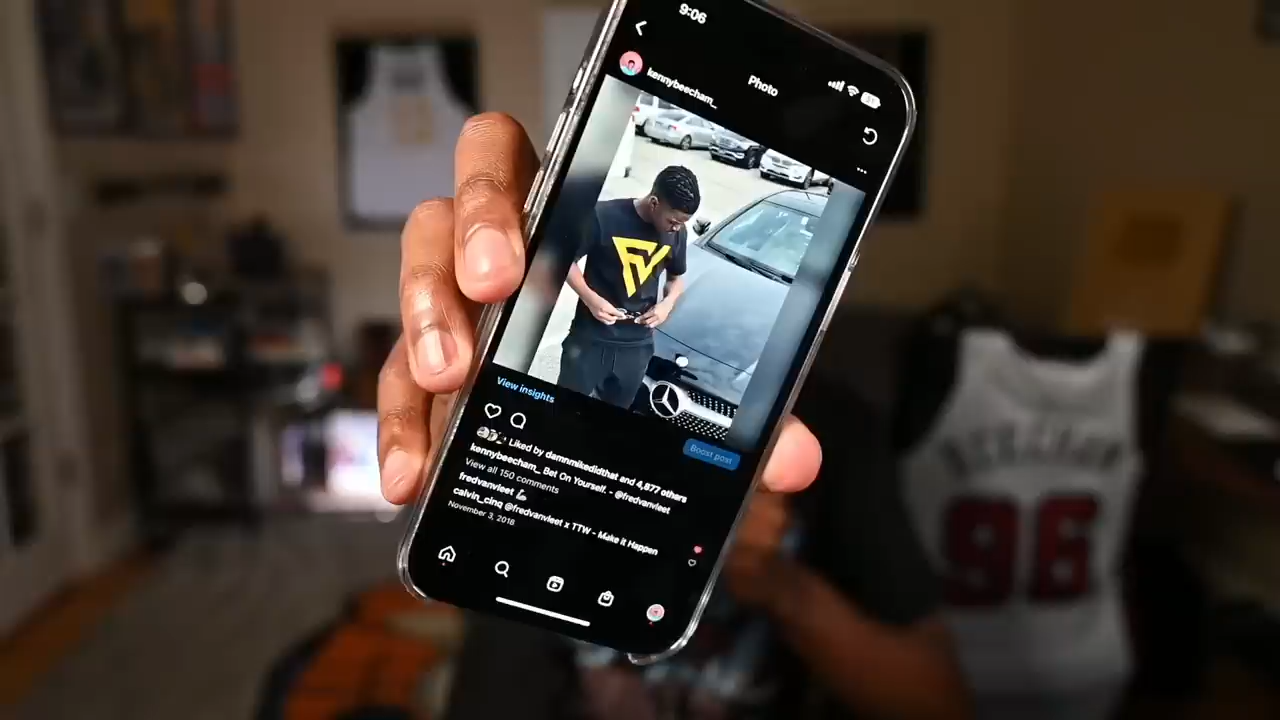 9:06
Photo
kennybeecham_
View insights
Boost post
Liked by damnmikedidthat and 4,877 others
kennybeecham_ Bet On Yourself. - @fredvanvleet
View all 150 comments
fredvanvleet 💪
calvin_cinq @fredvanvleet x TTW - Make it Happen
November 3, 2018
96